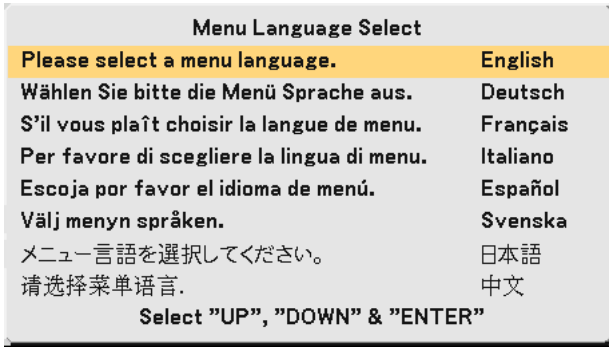 Menu Language Select
Please select a menu language. English
Wählen Sie bitte die Menü Sprache aus. Deutsch
S'il vous plaît choisir la langue de menu. Français
Per favore di scegliere la lingua di menu. Italiano
Escoja por favor el idioma de menú. Español
Välj menyn språken. Svenska
メニュー言語を選択してください。 日本語
请选择菜单语言. 中文
Select ”UP”, ”DOWN” & ”ENTER”